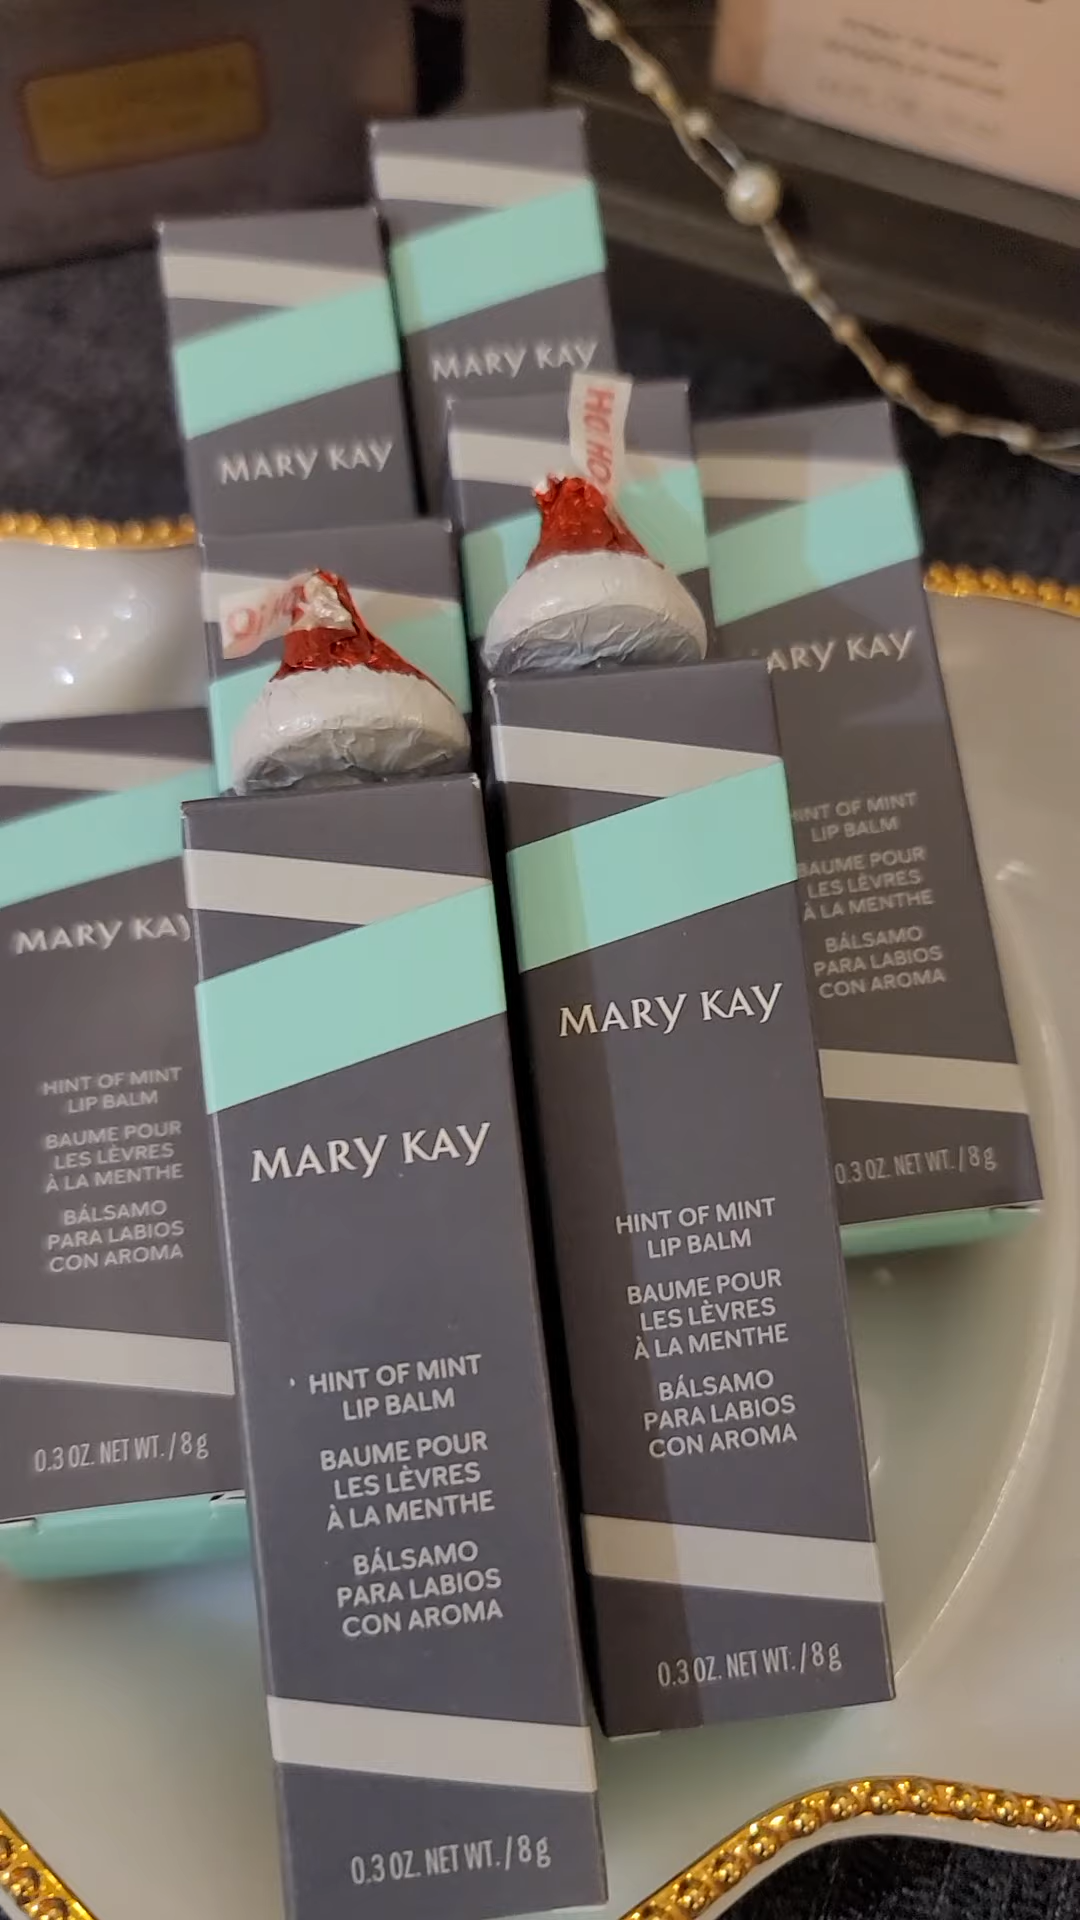 MARY KAY
MARY KAY
HO HO
MARY KAY
HINT OF MINT
LIP BALM
BAUME POUR
LES LÈVRES
À LA MENTHE
BÁLSAMO
PARA LABIOS
CON AROMA
0.3 OZ. NET WT. / 8 g
MARY KAY
HINT OF MINT
LIP BALM
BAUME POUR
LES LÈVRES
À LA MENTHE
BÁLSAMO
PARA LABIOS
CON AROMA
0.3 OZ. NET WT. / 8 g
MARY KAY
HINT OF MINT
LIP BALM
BAUME POUR
LES LÈVRES
À LA MENTHE
BÁLSAMO
PARA LABIOS
CON AROMA
0.3 OZ. NET WT. / 8 g
MARY KAY
HINT OF MINT
LIP BALM
BAUME POUR
LES LÈVRES
À LA MENTHE
BÁLSAMO
PARA LABIOS
CON AROMA
0.3 OZ. NET WT. / 8 g